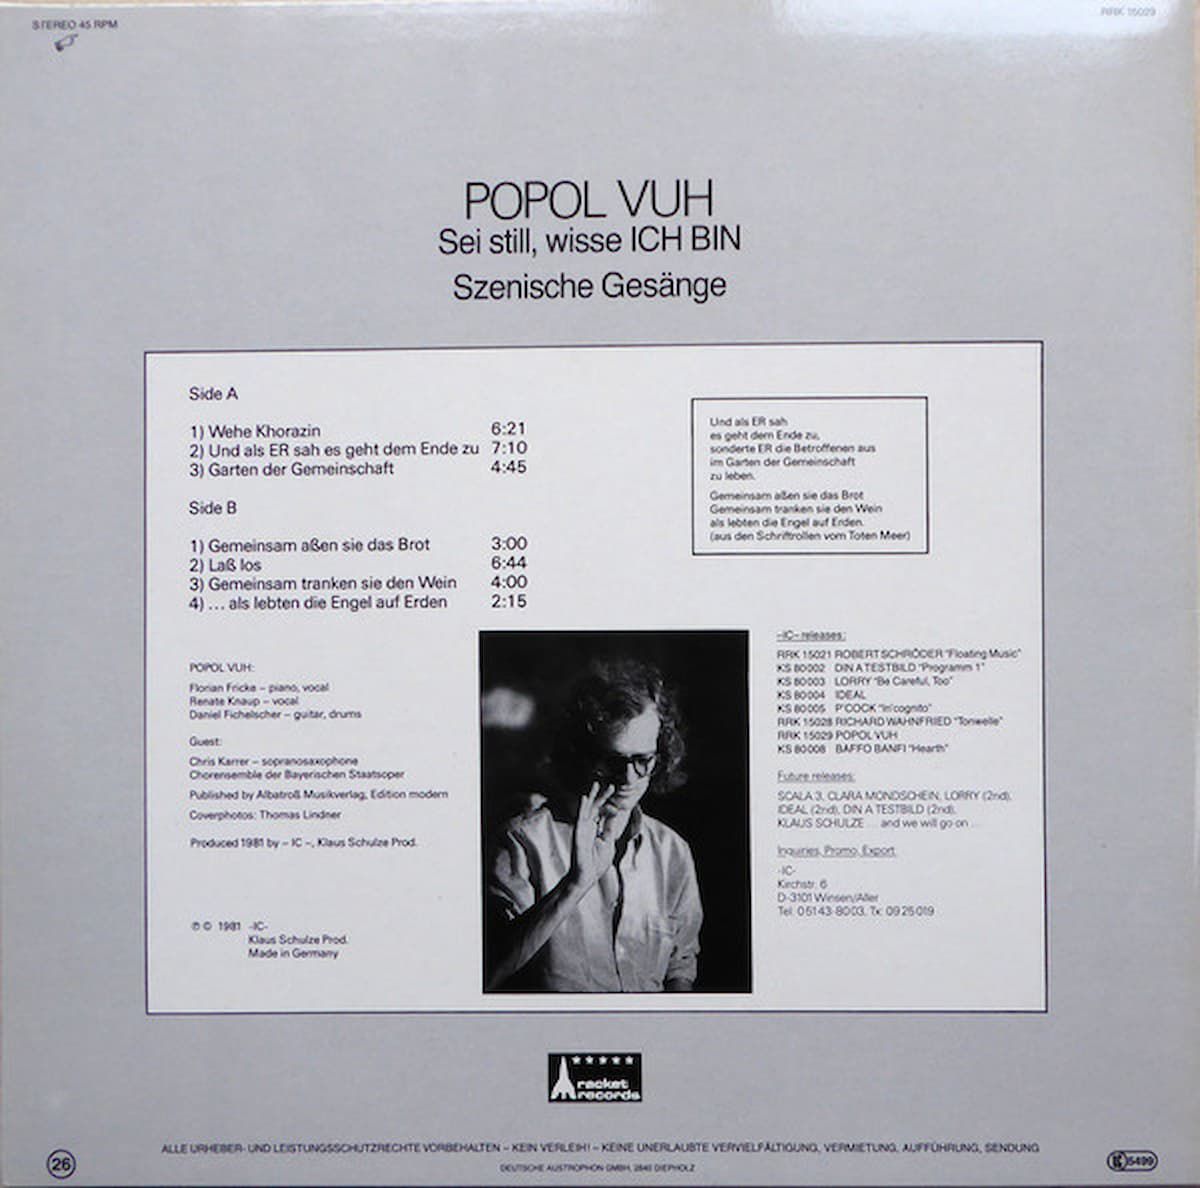 STEREO 45 RPM
RRK 15029
POPOL VUH
Sei still, wisse ICH BIN
Szenische Gesänge
Side A
1) Wehe Khorazin 6:21
2) Und als ER sah es geht dem Ende zu 7:10
3) Garten der Gemeinschaft 4:45
Side B
1) Gemeinsam aßen sie das Brot 3:00
2) Laß los 6:44
3) Gemeinsam tranken sie den Wein 4:00
4) ... als lebten die Engel auf Erden 2:15
Und als ER sah
es geht dem Ende zu,
sonderte ER die Betroffenen aus
im Garten der Gemeinschaft
zu leben.
Gemeinsam aßen sie das Brot
Gemeinsam tranken sie den Wein
als lebten die Engel auf Erden.
(aus den Schriftrollen vom Toten Meer)
POPOL VUH:
Florian Fricke – piano, vocal
Renate Knaup – vocal
Daniel Fichelscher – guitar, drums
Guest:
Chris Karrer – sopranosaxophone
Chorensemble der Bayerischen Staatsoper
Published by Albatroß Musikverlag, Edition modern
Coverphotos: Thomas Lindner
Produced 1981 by – IC –, Klaus Schulze Prod.
℗ © 1981 -IC-
Klaus Schulze Prod.
Made in Germany
–IC– releases:
RRK 15021 ROBERT SCHRÖDER "Floating Music"
KS 80002 DIN A TESTBILD "Programm 1"
KS 80003 LORRY "Be Careful, Too"
KS 80004 IDEAL
KS 80005 P'COCK "In'cognito"
RRK 15028 RICHARD WAHNFRIED "Tonwelle"
RRK 15029 POPOL VUH
KS 80008 BAFFO BANFI "Hearth"
Future releases:
SCALA 3, CLARA MONDSCHEIN, LORRY (2nd),
IDEAL (2nd), DIN A TESTBILD (2nd),
KLAUS SCHULZE ... and we will go on ...
Inquiries, Promo, Export
-IC-
Kirchstr. 6
D-3101 Winsen/Aller
Tel: 05143-8003, Tx: 0925019
racket
records
ALLE URHEBER- UND LEISTUNGSSCHUTZRECHTE VORBEHALTEN – KEIN VERLEIH! – KEINE UNERLAUBTE VERVIELFÄLTIGUNG, VERMIETUNG, AUFFÜHRUNG, SENDUNG
DEUTSCHE AUSTROPHON GMBH, 2840 DIEPHOLZ
26
5499